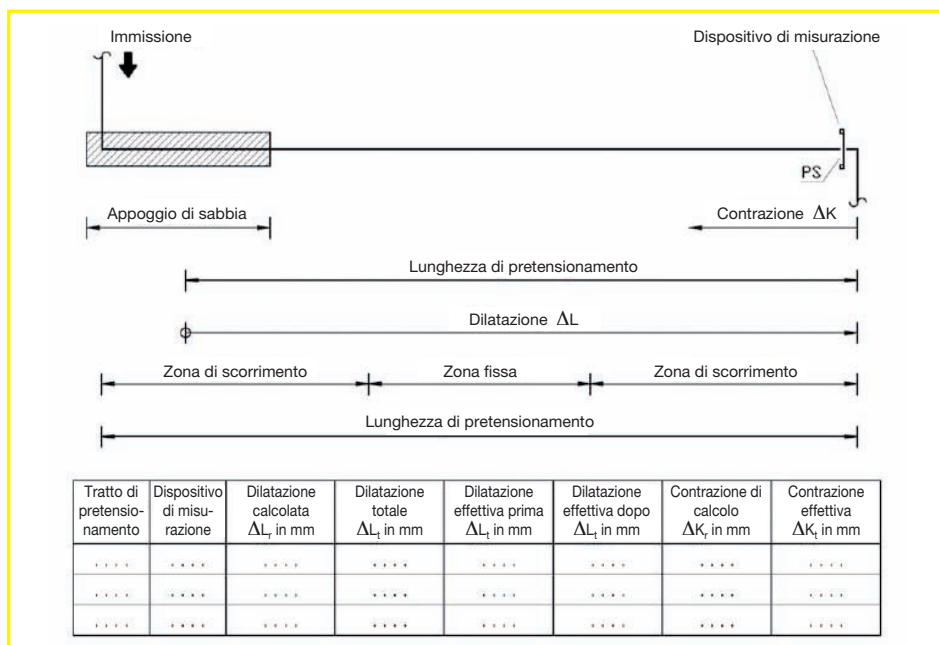 Immissione
Dispositivo di misurazione
PS
Appoggio di sabbia
Contrazione ΔK
Lunghezza di pretensionamento
Dilatazione ΔL
Zona di scorrimento
Zona fissa
Zona di scorrimento
Lunghezza di pretensionamento
Tratto di
pretensio-
namento
Dispositivo
di misu-
razione
Dilatazione
calcolata
ΔLr in mm
Dilatazione
totale
ΔLt in mm
Dilatazione
effettiva prima
ΔLt in mm
Dilatazione
effettiva dopo
ΔLt in mm
Contrazione di
calcolo
ΔKr in mm
Contrazione
effettiva
ΔKt in mm
. . . . . . . . . . . . . . . . . . . . . . . . . . . . . . . .
. . . . . . . . . . . . . . . . . . . . . . . . . . . . . . . .
. . . . . . . . . . . . . . . . . . . . . . . . . . . . . . . .